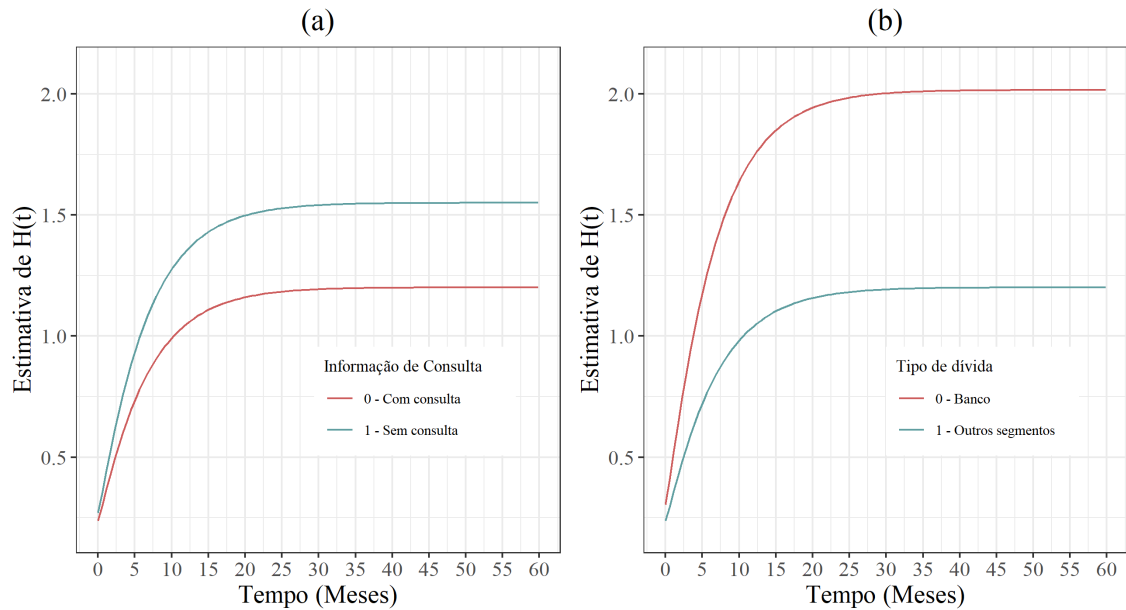 (a)
Estimativa de H(t)
2.0
1.5
1.0
0.5
Informação de Consulta
0 - Com consulta
1 - Sem consulta
0 5 10 15 20 25 30 35 40 45 50 55 60
Tempo (Meses)
(b)
Estimativa de H(t)
2.0
1.5
1.0
0.5
Tipo de dívida
0 - Banco
1 - Outros segmentos
0 5 10 15 20 25 30 35 40 45 50 55 60
Tempo (Meses)